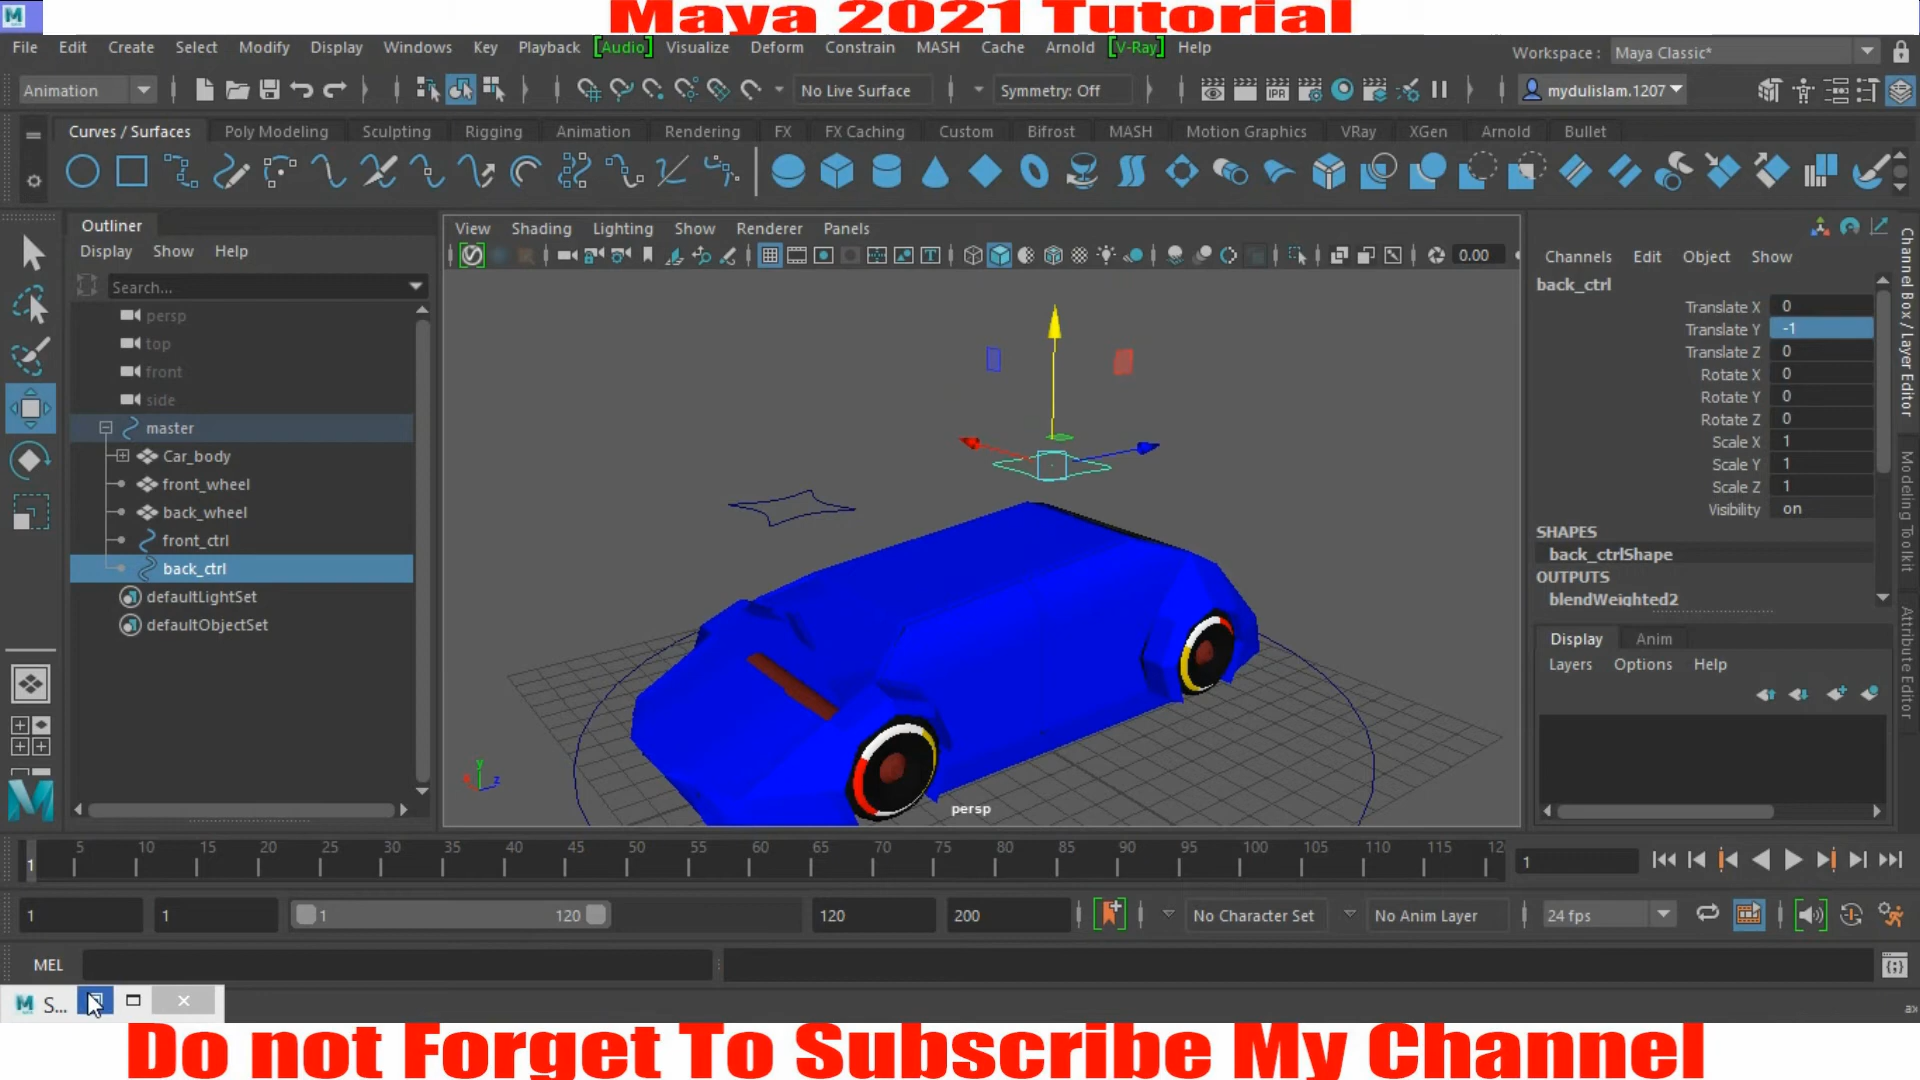 Maya 2021 Tutorial
File Edit Create Select Modify Display Windows Key Playback [Audio] Visualize Deform Constrain MASH Cache Arnold [V-Ray] Help
Workspace : Maya Classic*
Animation No Live Surface Symmetry: Off IPR mydulislam.1207
Curves / Surfaces Poly Modeling Sculpting Rigging Animation Rendering FX FX Caching Custom Bifrost MASH Motion Graphics VRay XGen Arnold Bullet
Outliner
Display Show Help
Search...
persp
top
front
side
master
Car_body
front_wheel
back_wheel
front_ctrl
back_ctrl
defaultLightSet
defaultObjectSet
View Shading Lighting Show Renderer Panels
0.00
y
z
persp
Channels Edit Object Show
back_ctrl
Translate X 0
Translate Y -1
Translate Z 0
Rotate X 0
Rotate Y 0
Rotate Z 0
Scale X 1
Scale Y 1
Scale Z 1
Visibility on
SHAPES
back_ctrlShape
OUTPUTS
blendWeighted2
Display Anim
Layers Options Help
Channel Box / Layer Editor
Modeling Toolkit
Attribute Editor
5 10 15 20 25 30 35 40 45 50 55 60 65 70 75 80 85 90 95 100 105 110 115 12
1
1
1 1 1 120 120 200 No Character Set No Anim Layer 24 fps
MEL
M S...
Do not Forget To Subscribe My Channel